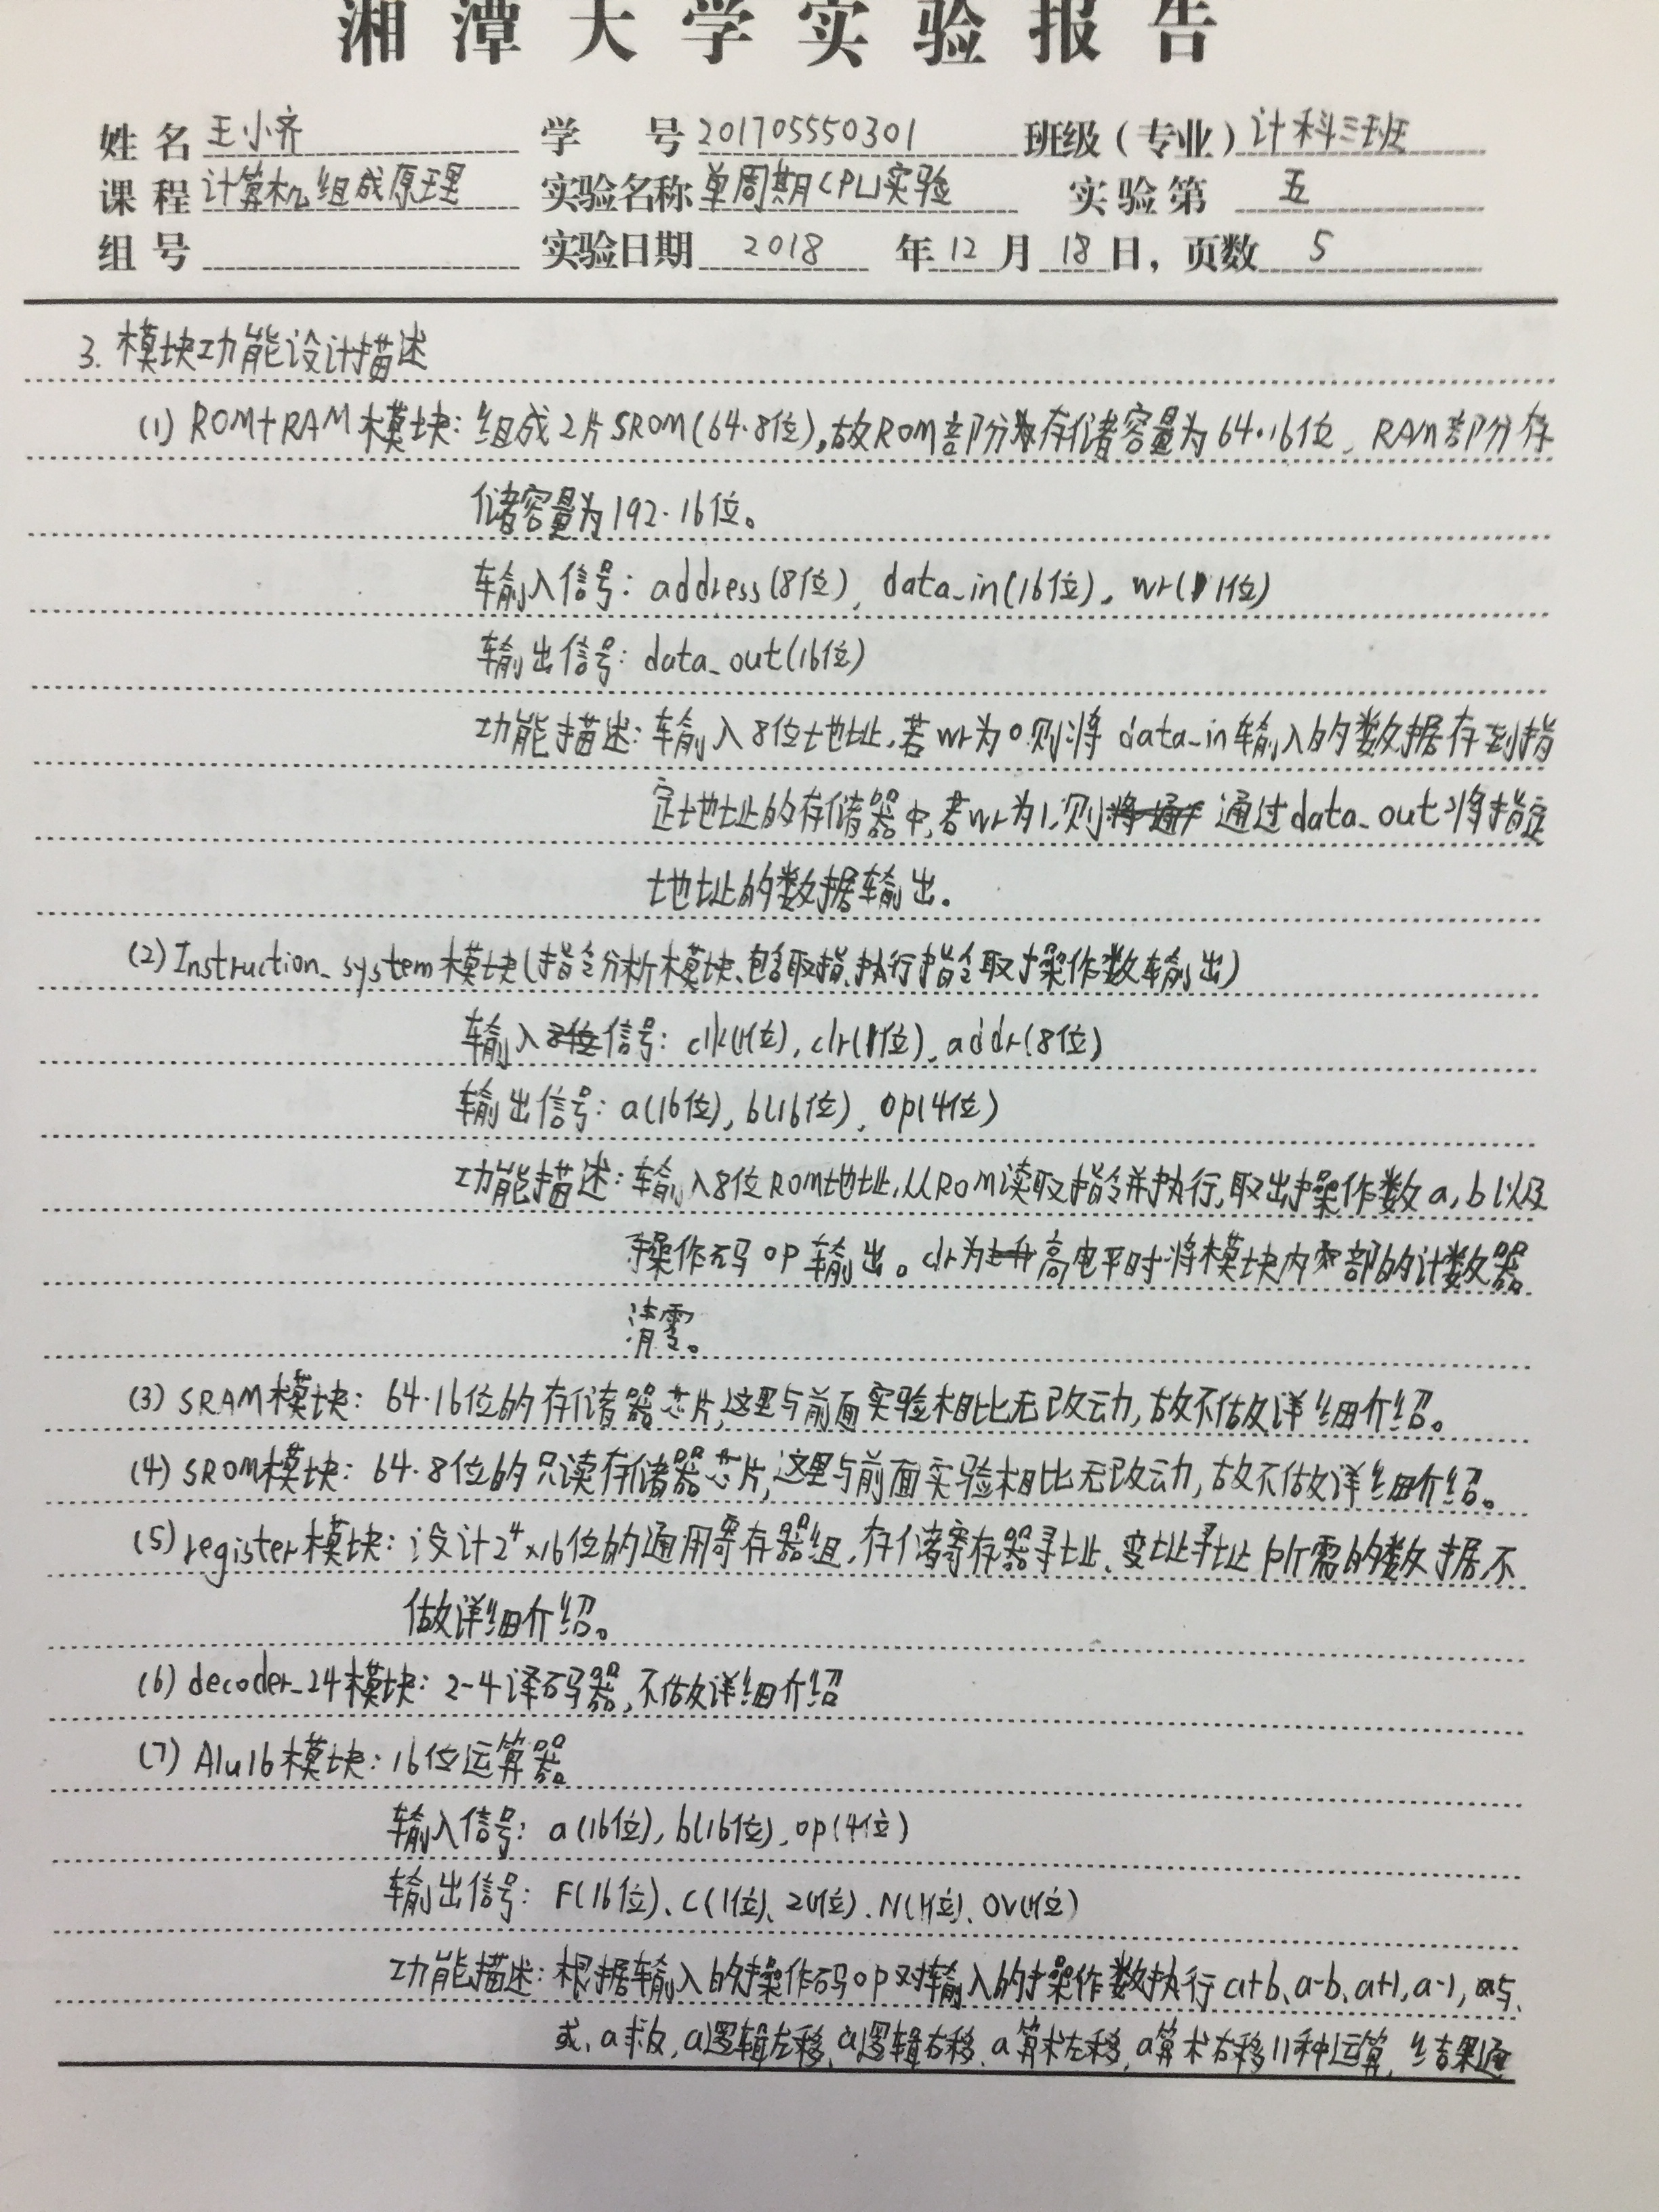 湘潭大学实验报告
姓名 王小齐 学号 201705550301 班级(专业) 计科三班
课程 计算机组成原理 实验名称 单周期CPU实验 实验第 五
组号 实验日期 2018 年 12 月 18 日, 页数 5
3. 模块功能设计描述
(1) ROM+RAM模块: 组成2片SROM(64·8位), 故ROM部分存储容量为64·16位、RAM部分存
储容量为192·16位。
输入信号: address(8位), data_in(16位), wr(1位)
输出信号: data_out(16位)
功能描述: 输入8位地址, 若wr为0则将data_in输入的数据存到指
定地址的存储器中, 若wr为1, 则通过data_out将指定
地址的数据输出。
(2) Instruction_system模块(指令分析模块、包含取指、执行指令取操作数输出)
输入信号: clk(1位), clr(1位), addr(8位)
输出信号: a(16位), b(16位), op(4位)
功能描述: 输入8位ROM地址, 从ROM读取指令并执行, 取出操作数a, b以及
操作码op输出。clr为高电平时将模块内部的计数器
清零。
(3) SRAM模块: 64·16位的存储器芯片, 这里与前面实验相比无改动, 故不做详细介绍。
(4) SROM模块: 64·8位的只读存储器芯片, 这里与前面实验相比无改动, 故不做详细介绍。
(5) register模块: 设计2⁴×16位的通用寄存器组, 存储寄存器寻址、变址寻址所需的数据, 不
做详细介绍。
(6) decoder_24模块: 2-4译码器, 不做详细介绍
(7) Alu16模块: 16位运算器
输入信号: a(16位), b(16位), op(4位)
输出信号: F(16位)、C(1位)、Z(1位)、N(1位)、OV(1位)
功能描述: 根据输入的操作码op对输入的操作数执行a+b、a-b、a+1, a-1, 与、
或、a求反, a逻辑左移、a逻辑右移、a算术左移, a算术右移11种运算, 结果通